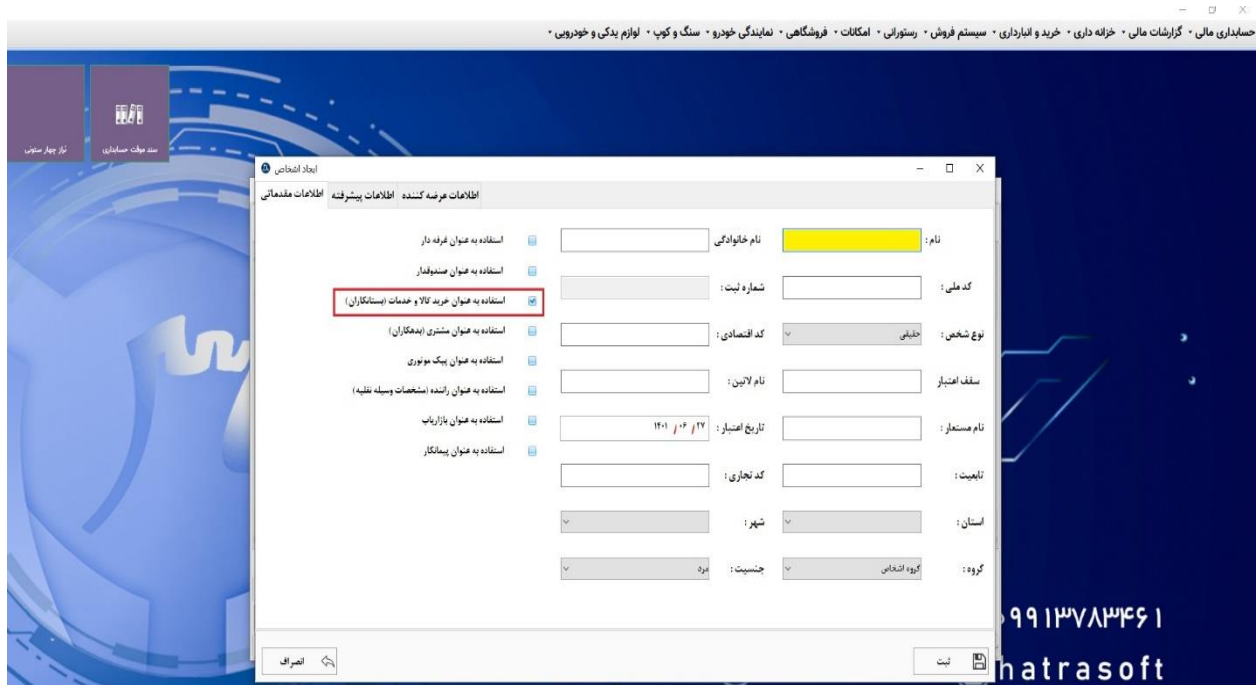 حسابداری مالی گزارشات مالی خزانه داری خرید و انبارداری سیستم فروش رستورانی امکانات فروشگاهی نمایندگی خودرو سنگ و کوپ لوازم یدکی و خودرویی
سند موقت حسابداری تراز چهار ستونی
ایجاد اشخاص
اطلاعات مقدماتی اطلاعات پیشرفته اطلاعات عرضه کننده
نام : نام خانوادگی استفاده به عنوان غرفه دار
استفاده به عنوان صندوقدار
کد ملی : شماره ثبت :
استفاده به عنوان خرید کالا و خدمات (بستانکاران)
نوع شخص : حقیقی کد اقتصادی : استفاده به عنوان مشتری (بدهکاران)
استفاده به عنوان پیک موتوری
سقف اعتبار نام لاتین : استفاده به عنوان راننده (مشخصات وسیله نقلیه)
نام مستعار : تاریخ اعتبار : ۱۴۰۱ / ۰۶ / ۲۷ استفاده به عنوان بازاریاب
استفاده به عنوان پیمانکار
تابعیت : کد تجاری :
استان : شهر :
گروه : گروه اشخاص جنسیت : مرد
۹۹۱۳۷۸۳۴۶۱
ثبت انصراف
hatrasoft